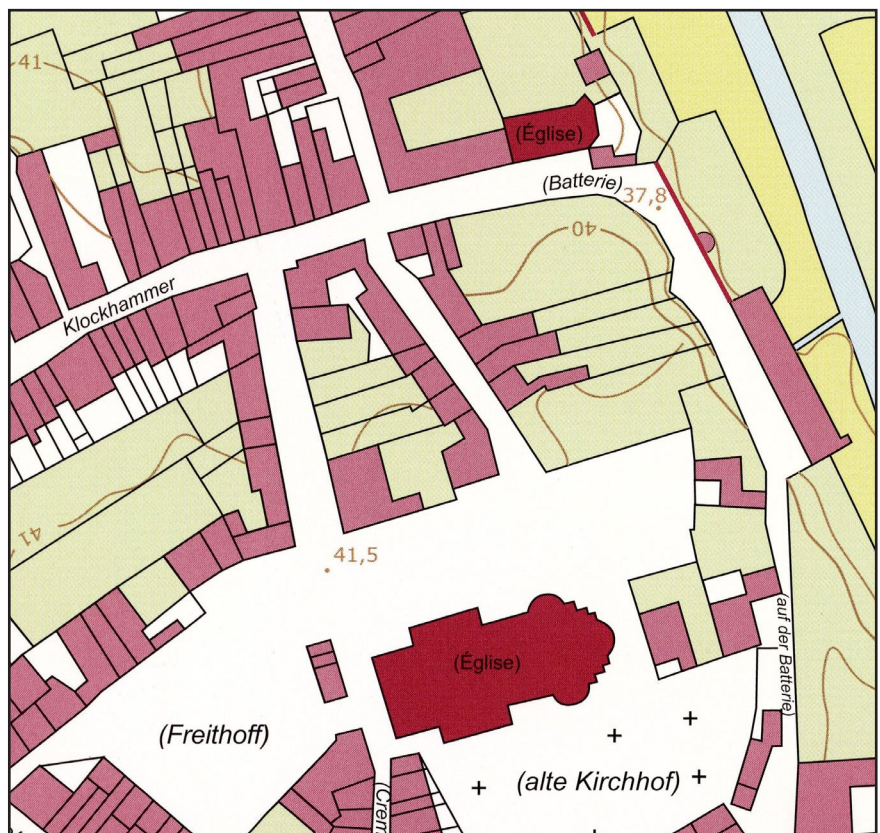 41
(Église)
(Batterie)
37,8
40
Klockhammer
41
41,5
(Église)
(auf der Batterie)
(Freithoff)
(alte Kirchhof)